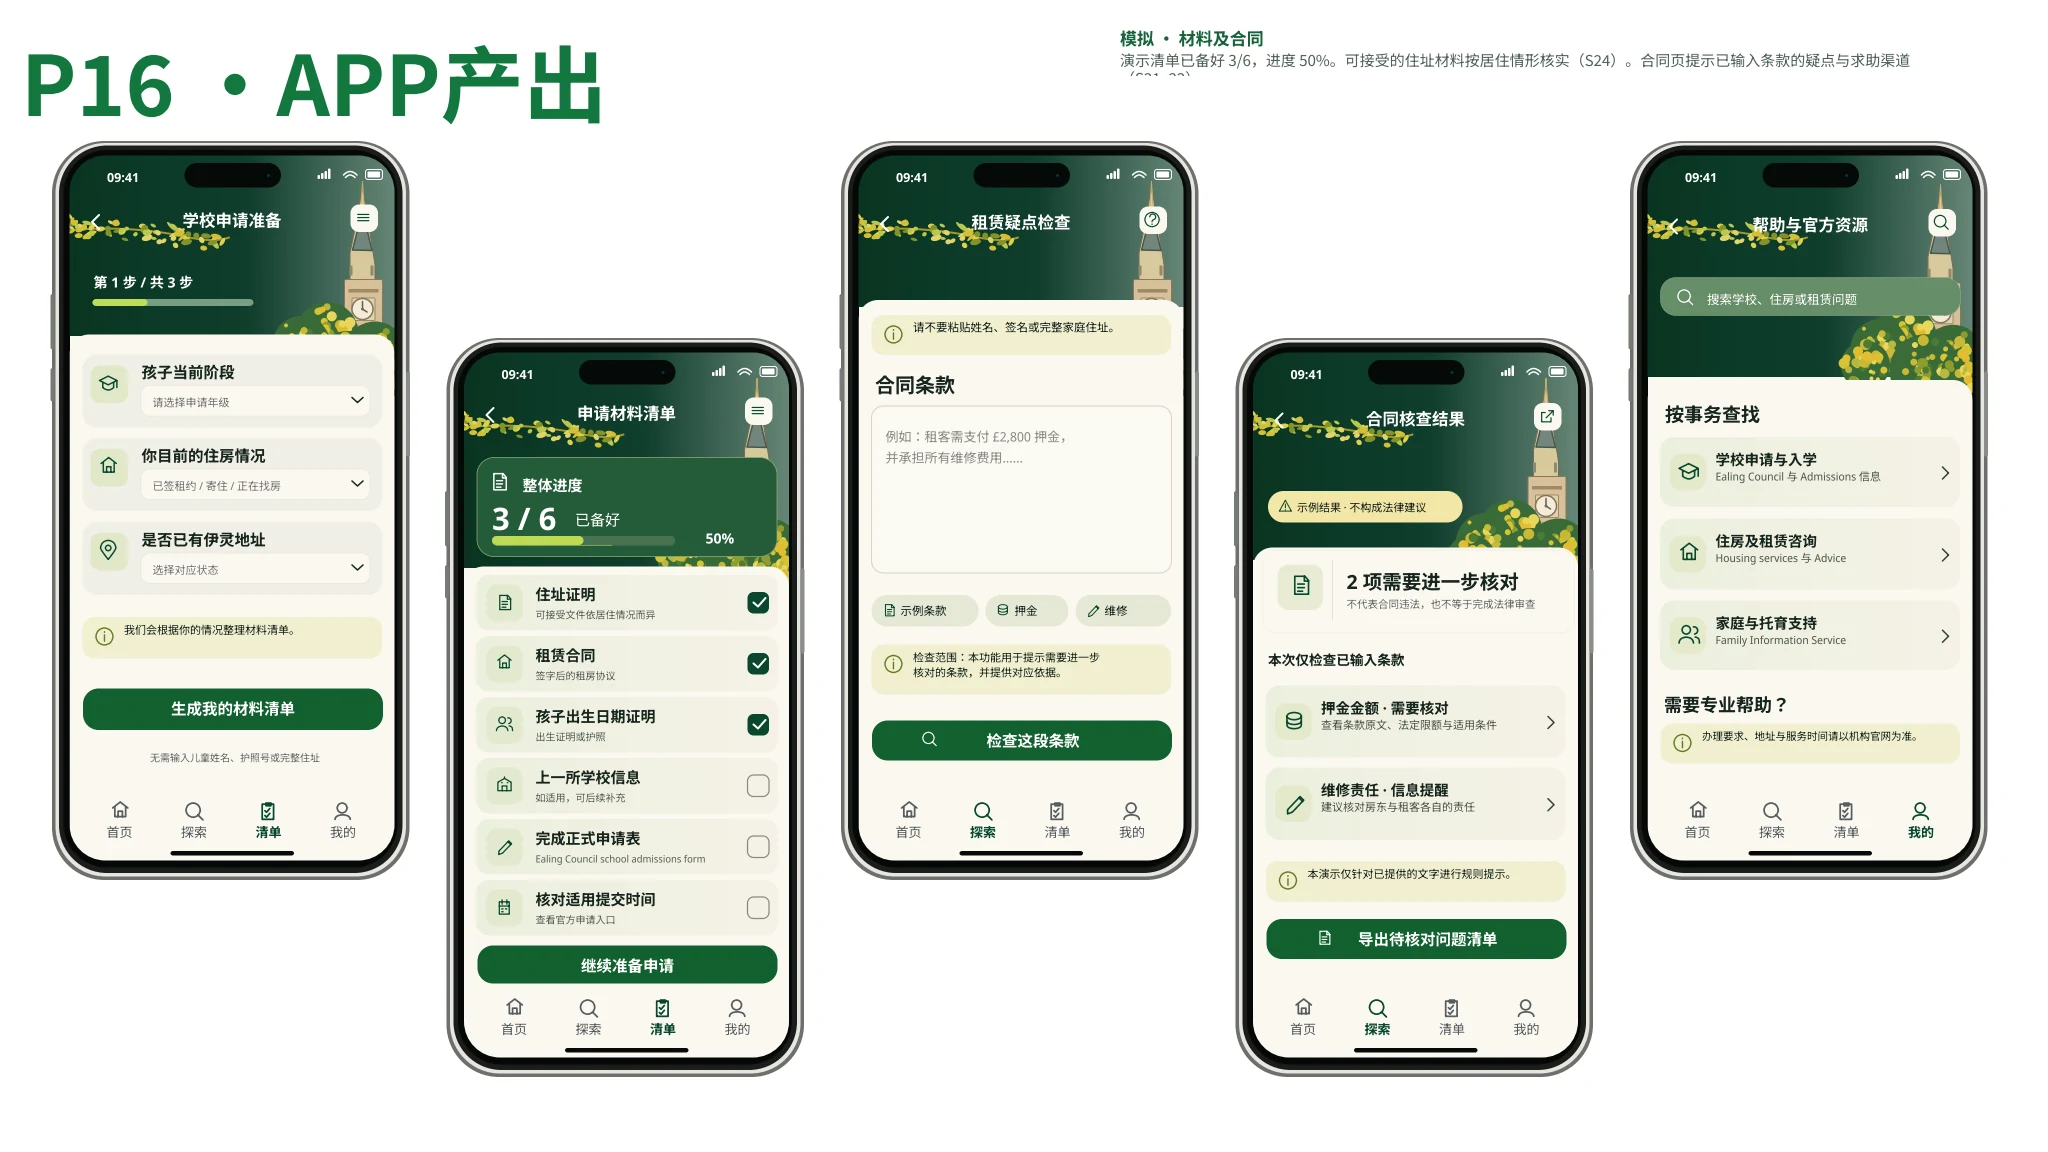 P16 · APP产出
模拟 · 材料及合同
演示清单已备好 3/6，进度 50%。可接受的住址材料按居住情形核实（S24）。合同页提示已输入条款的疑点与求助渠道
09:41
学校申请准备
第 1 步 / 共 3 步
孩子当前阶段
请选择申请年级
你目前的住房情况
已签租约 / 寄住 / 正在找房
是否已有伊灵地址
选择对应状态
我们会根据你的情况整理材料清单。
生成我的材料清单
无需输入儿童姓名、护照号或完整住址
首页 探索 清单 我的
09:41
申请材料清单
整体进度
3 / 6 已备好
50%
住址证明
可接受文件依居住情况而异
租赁合同
签字后的租房协议
孩子出生日期证明
出生证明或护照
上一所学校信息
如适用，可后续补充
完成正式申请表
Ealing Council school admissions form
核对适用提交时间
查看官方申请入口
继续准备申请
首页 探索 清单 我的
09:41
租赁疑点检查
请不要粘贴姓名、签名或完整家庭住址。
合同条款
例如：租客需支付 £2,800 押金，
并承担所有维修费用......
示例条款 押金 维修
检查范围：本功能用于提示需要进一步
核对的条款，并提供对应依据。
检查这段条款
首页 探索 清单 我的
09:41
合同核查结果
示例结果 · 不构成法律建议
2 项需要进一步核对
不代表合同违法，也不等于完成法律审查
本次仅检查已输入条款
押金金额 · 需要核对
查看条款原文、法定限额与适用条件
维修责任 · 信息提醒
建议核对房东与租客各自的责任
本演示仅针对已提供的文字进行规则提示。
导出待核对问题清单
首页 探索 清单 我的
09:41
帮助与官方资源
搜索学校、住房或租赁问题
按事务查找
学校申请与入学
Ealing Council 与 Admissions 信息
住房及租赁咨询
Housing services 与 Advice
家庭与托育支持
Family Information Service
需要专业帮助？
办理要求、地址与服务时间请以机构官网为准。
首页 探索 清单 我的